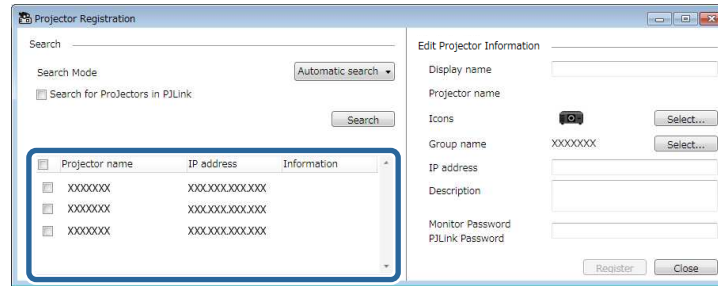 Projector Registration
Search
Search Mode
Automatic search
Search for ProJectors in PJLink
Search
Projector name IP address Information
XXXXXXX XXX.XXX.XXX.XXX
XXXXXXX XXX.XXX.XXX.XXX
XXXXXXX XXX.XXX.XXX.XXX
Edit Projector Information
Display name
Projector name
Icons Select...
Group name XXXXXXX Select...
IP address
Description
Monitor Password
PJLink Password
Register Close